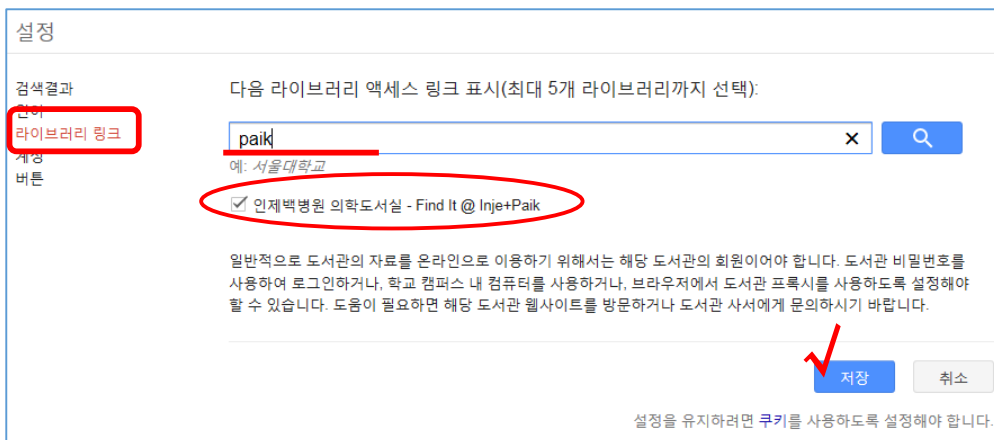 설정
검색결과
언어
라이브러리 링크
계정
버튼
다음 라이브러리 액세스 링크 표시(최대 5개 라이브러리까지 선택):
paik
예: 서울대학교
인제백병원 의학도서실 - Find It @ Inje+Paik
일반적으로 도서관의 자료를 온라인으로 이용하기 위해서는 해당 도서관의 회원이어야 합니다. 도서관 비밀번호를
사용하여 로그인하거나, 학교 캠퍼스 내 컴퓨터를 사용하거나, 브라우저에서 도서관 프록시를 사용하도록 설정해야
할 수 있습니다. 도움이 필요하면 해당 도서관 웹사이트를 방문하거나 도서관 사서에게 문의하시기 바랍니다.
저장 취소
설정을 유지하려면 쿠키를 사용하도록 설정해야 합니다.